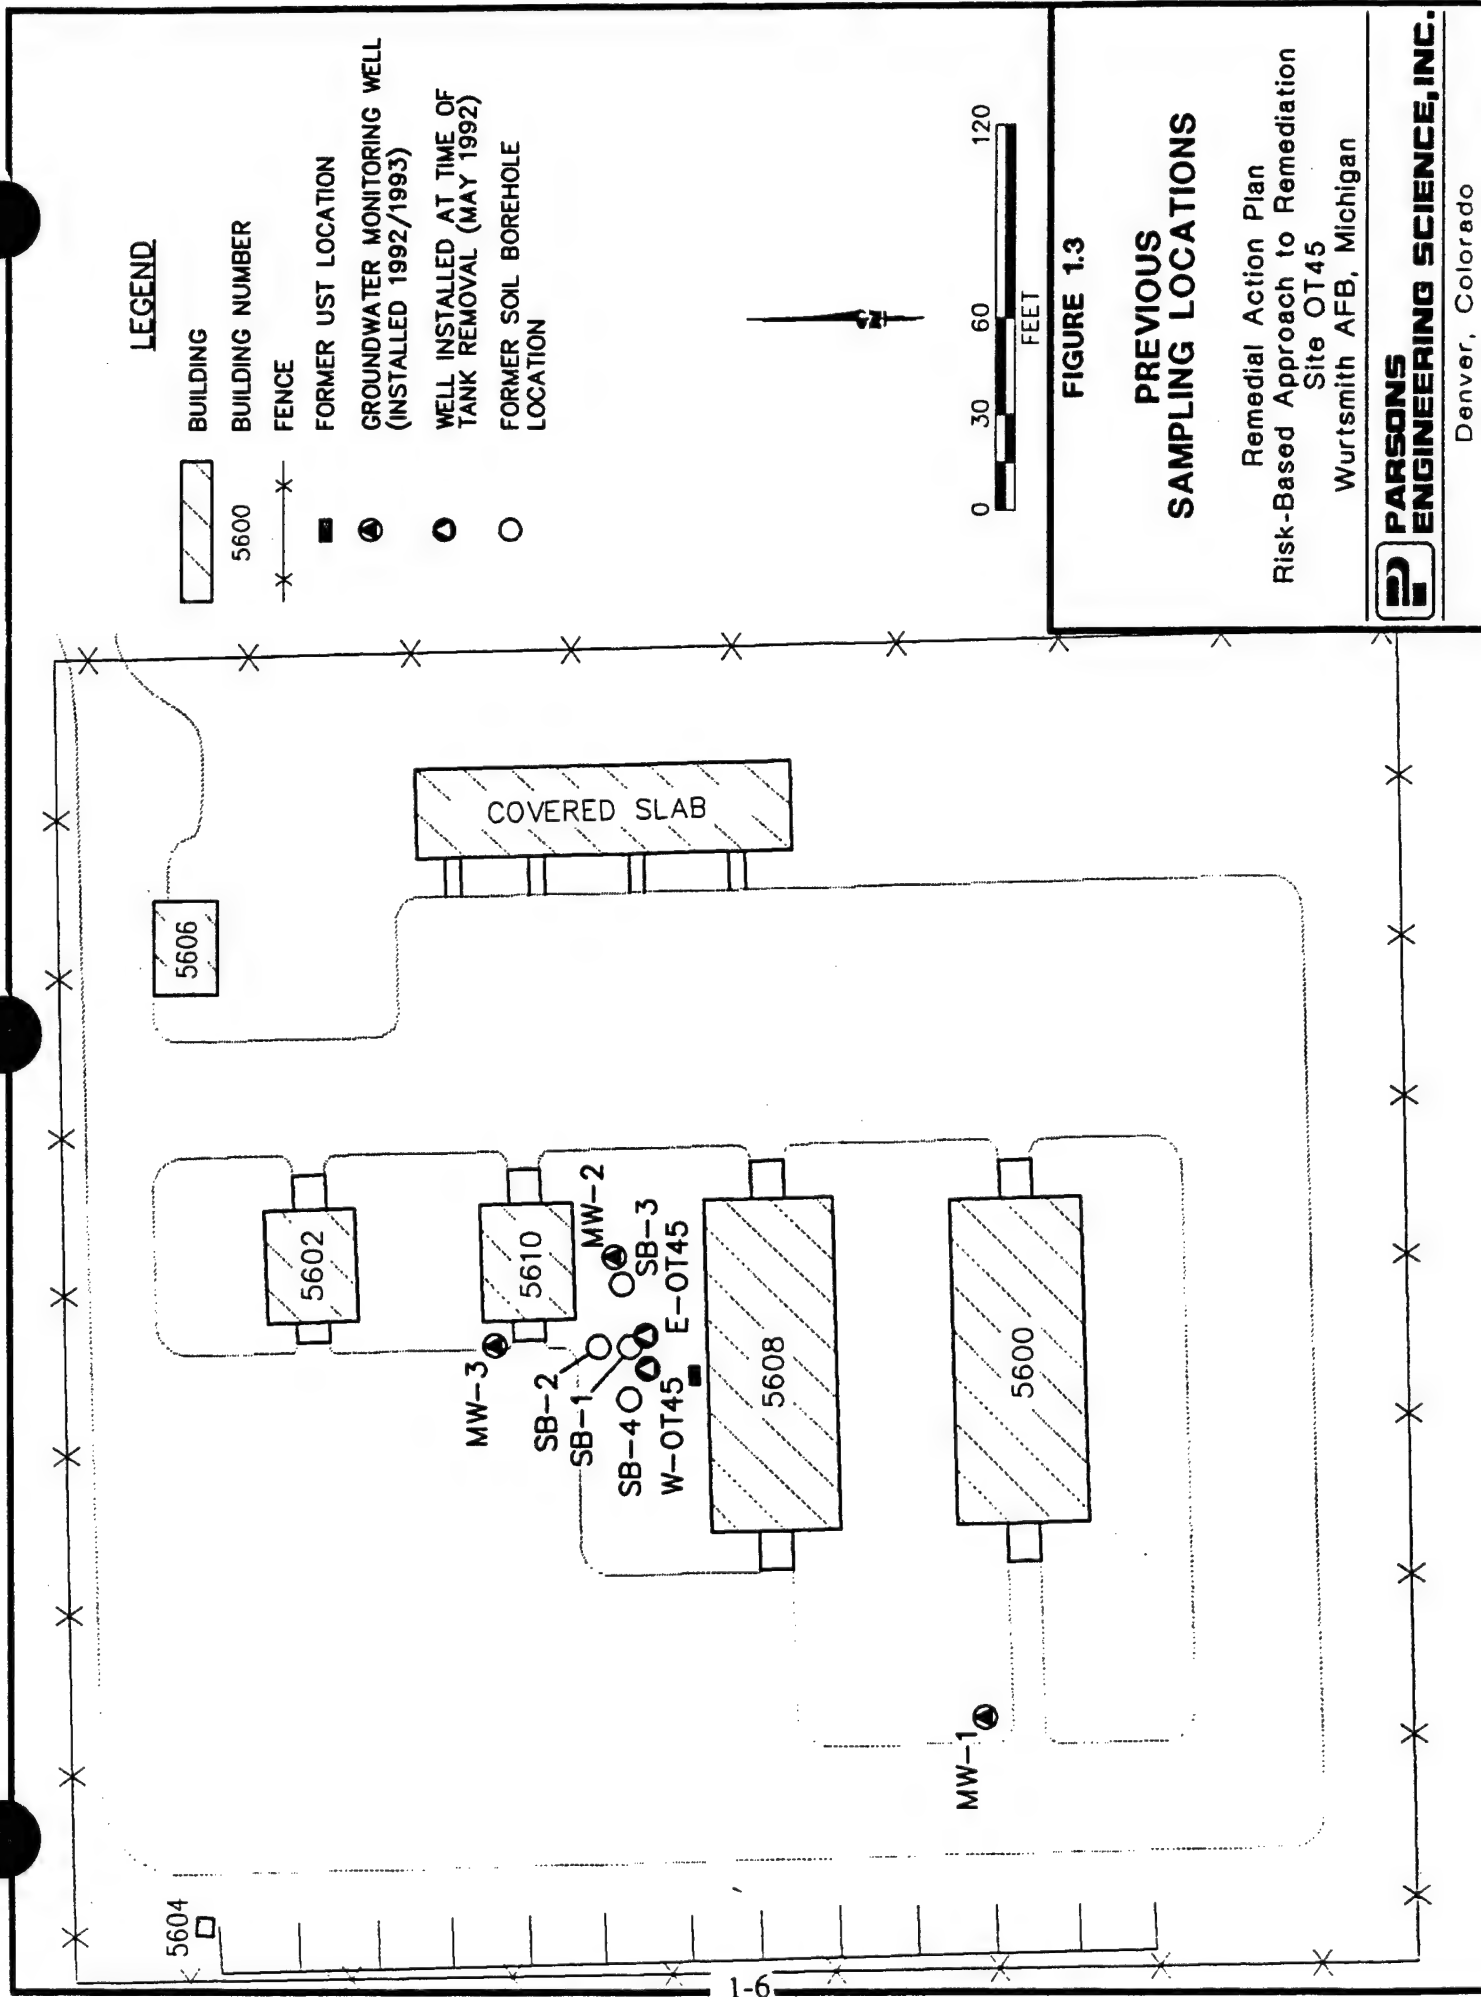 LEGEND
BUILDING
5600
BUILDING NUMBER
FENCE
FORMER UST LOCATION
GROUNDWATER MONITORING WELL
(INSTALLED 1992/1993)
WELL INSTALLED AT TIME OF
TANK REMOVAL (MAY 1992)
FORMER SOIL BOREHOLE
LOCATION
N
0 30 60 120
FEET
FIGURE 1.3
PREVIOUS
SAMPLING LOCATIONS
Remedial Action Plan
Risk-Based Approach to Remediation
Site OT45
Wurtsmith AFB, Michigan
PARSONS
ENGINEERING SCIENCE, INC.
Denver, Colorado
COVERED SLAB
5606
5602
5610
MW-2
SB-3
E-OT45
MW-3
SB-2
SB-1
SB-4
W-OT45
5608
5600
MW-1
5604
1-6